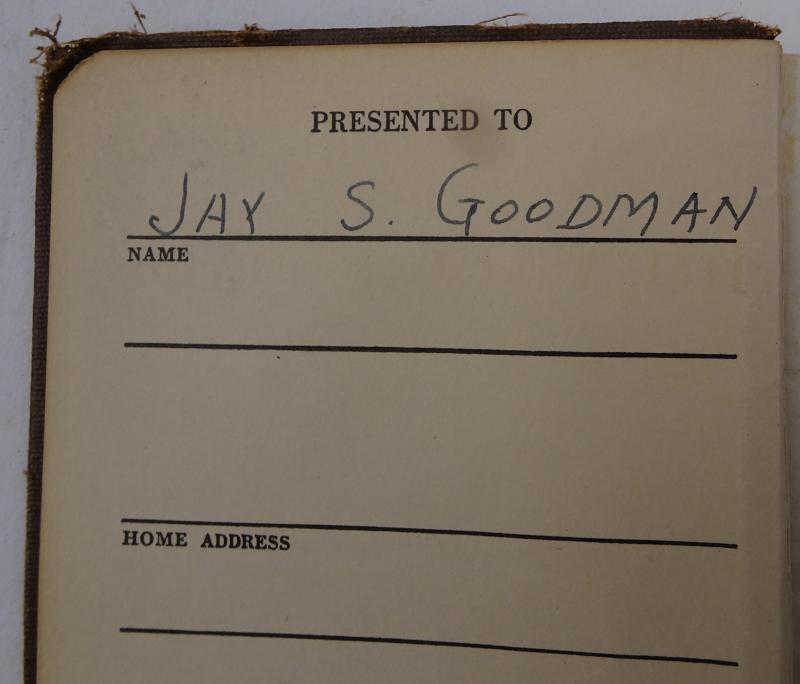 PRESENTED TO
JAY S. GOODMAN
NAME
HOME ADDRESS